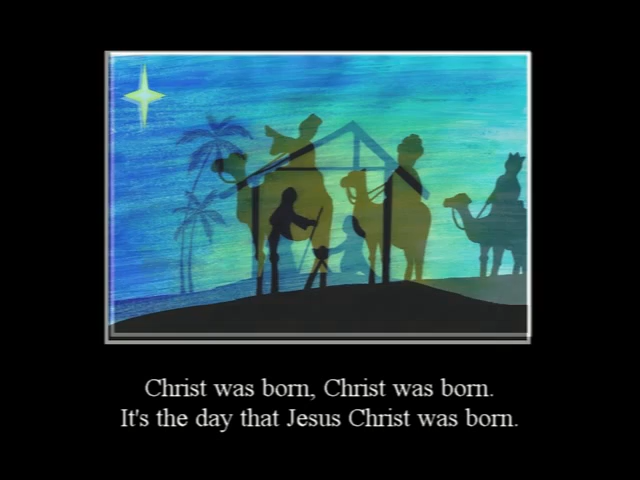 Christ was born, Christ was born.
It's the day that Jesus Christ was born.